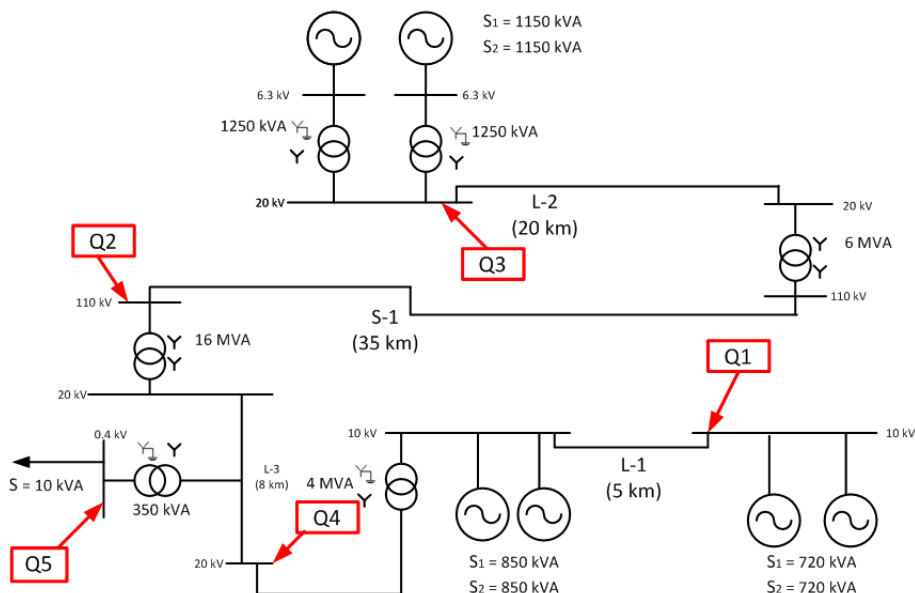 S₁ = 1150 kVA
S₂ = 1150 kVA
6.3 kV
6.3 kV
1250 kVA
1250 kVA
20 kV
L-2
(20 km)
20 kV
Q2
Q3
6 MVA
110 kV
110 kV
S-1
(35 km)
16 MVA
Q1
20 kV
0.4 kV
10 kV
10 kV
S = 10 kVA
L-3
(8 km)
4 MVA
L-1
(5 km)
350 kVA
Q4
Q5
20 kV
S₁ = 850 kVA
S₂ = 850 kVA
S₁ = 720 kVA
S₂ = 720 kVA